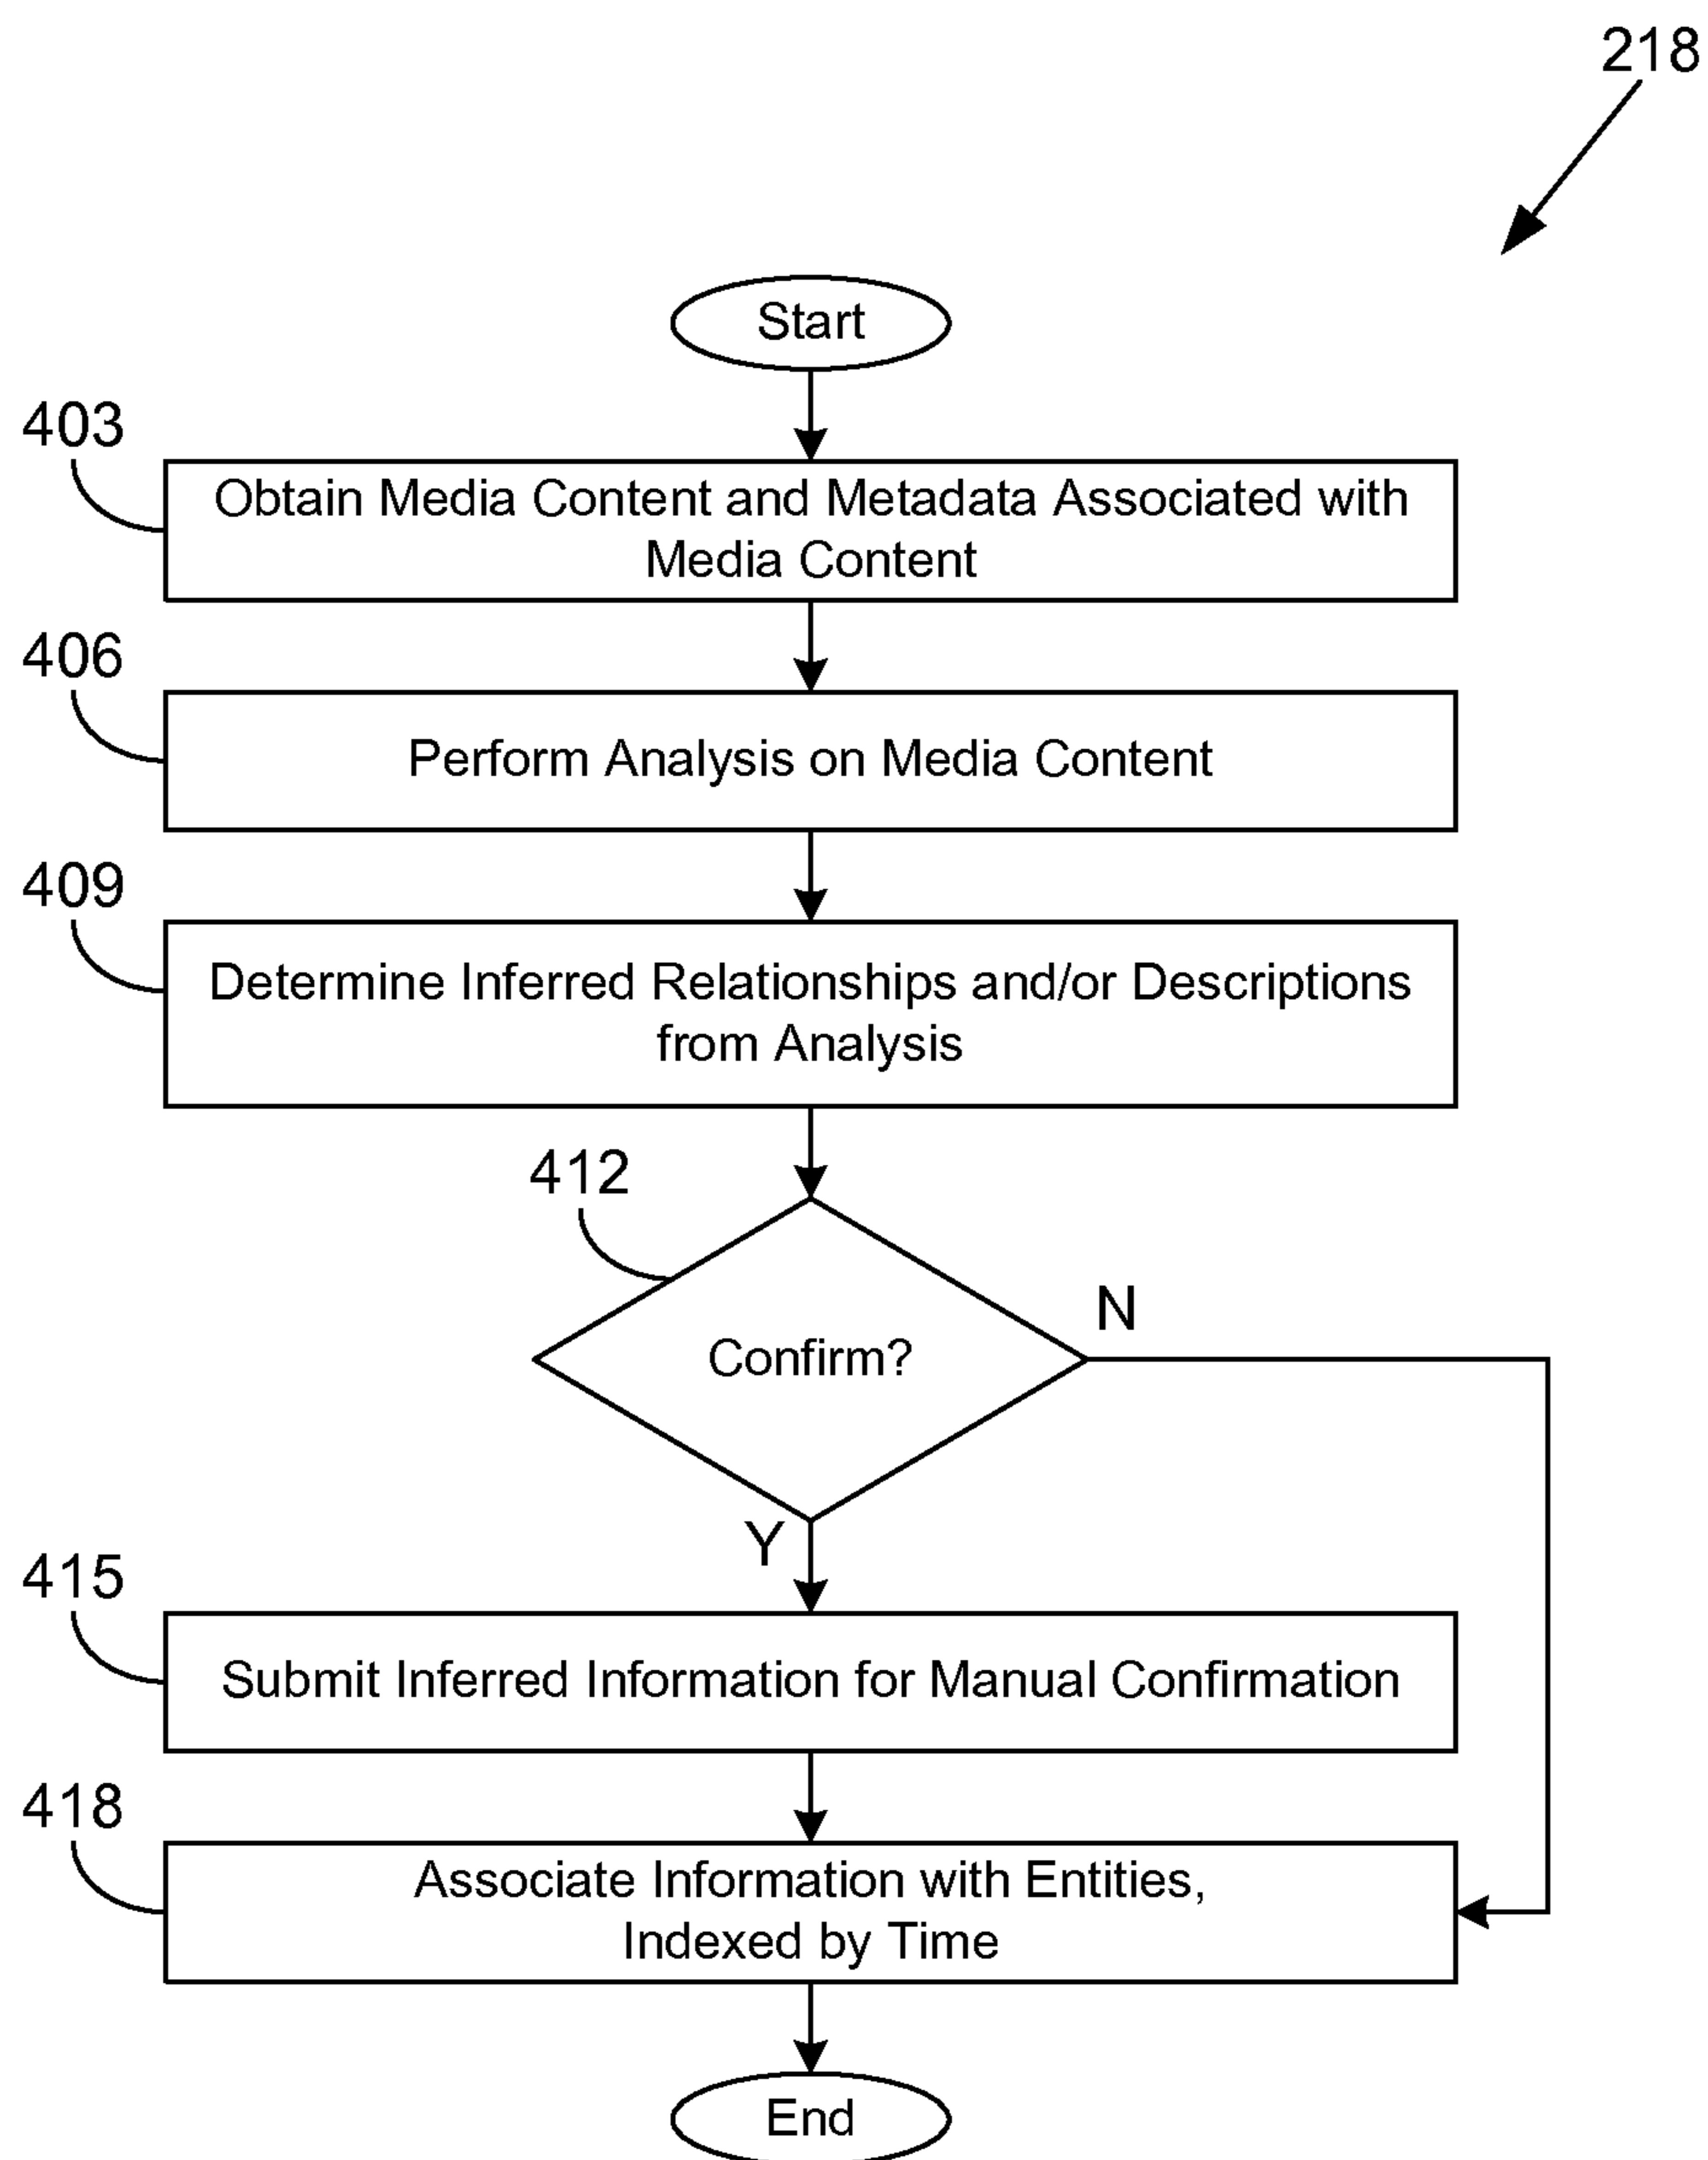 218
Start
403
Obtain Media Content and Metadata Associated with
Media Content
406
Perform Analysis on Media Content
409
Determine Inferred Relationships and/or Descriptions
from Analysis
412
N
Confirm?
Y
415
Submit Inferred Information for Manual Confirmation
418
Associate Information with Entities,
Indexed by Time
End